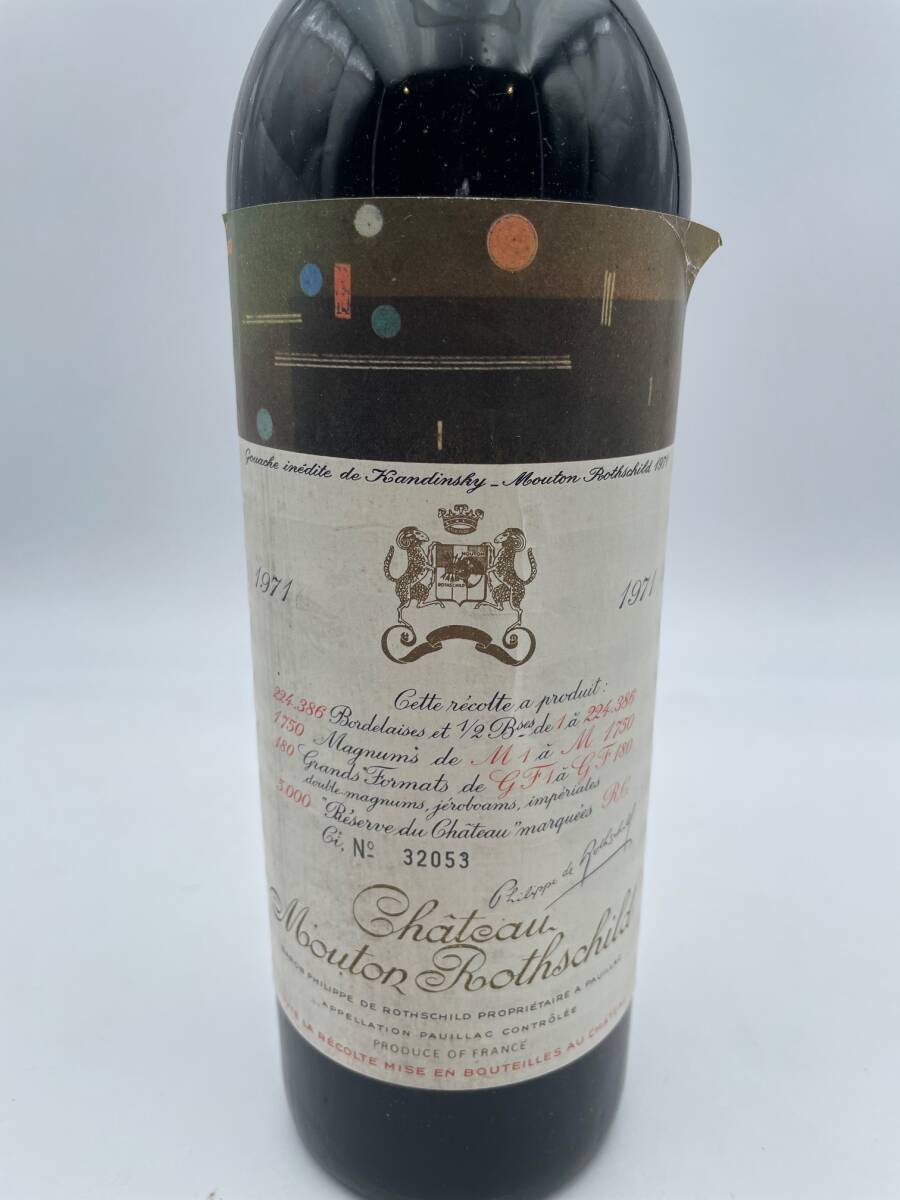 Gouache inédite de Kandinsky - Mouton Rothschild 1971
MOUTON
ROTHSCHILD
1971 1971
Cette récolte a produit:
224.386 Bordelaises et 1/2 Bses de 1 à 224.386
1750 Magnums de M 1 à M 1750
180 Grands Formats de G F 1 à G F 180
double-magnums, jéroboams, impériales
5.000 "Réserve du Château" marquées R.C.
Ci, No 32053
Philippe de Rothschild
Château
Mouton Rothschild
BARON PHILIPPE DE ROTHSCHILD PROPRIÉTAIRE A PAUILLAC
APPELLATION PAUILLAC CONTRÔLÉE
PRODUCE OF FRANCE
LA RÉCOLTE MISE EN BOUTEILLES AU CHÂTEAU